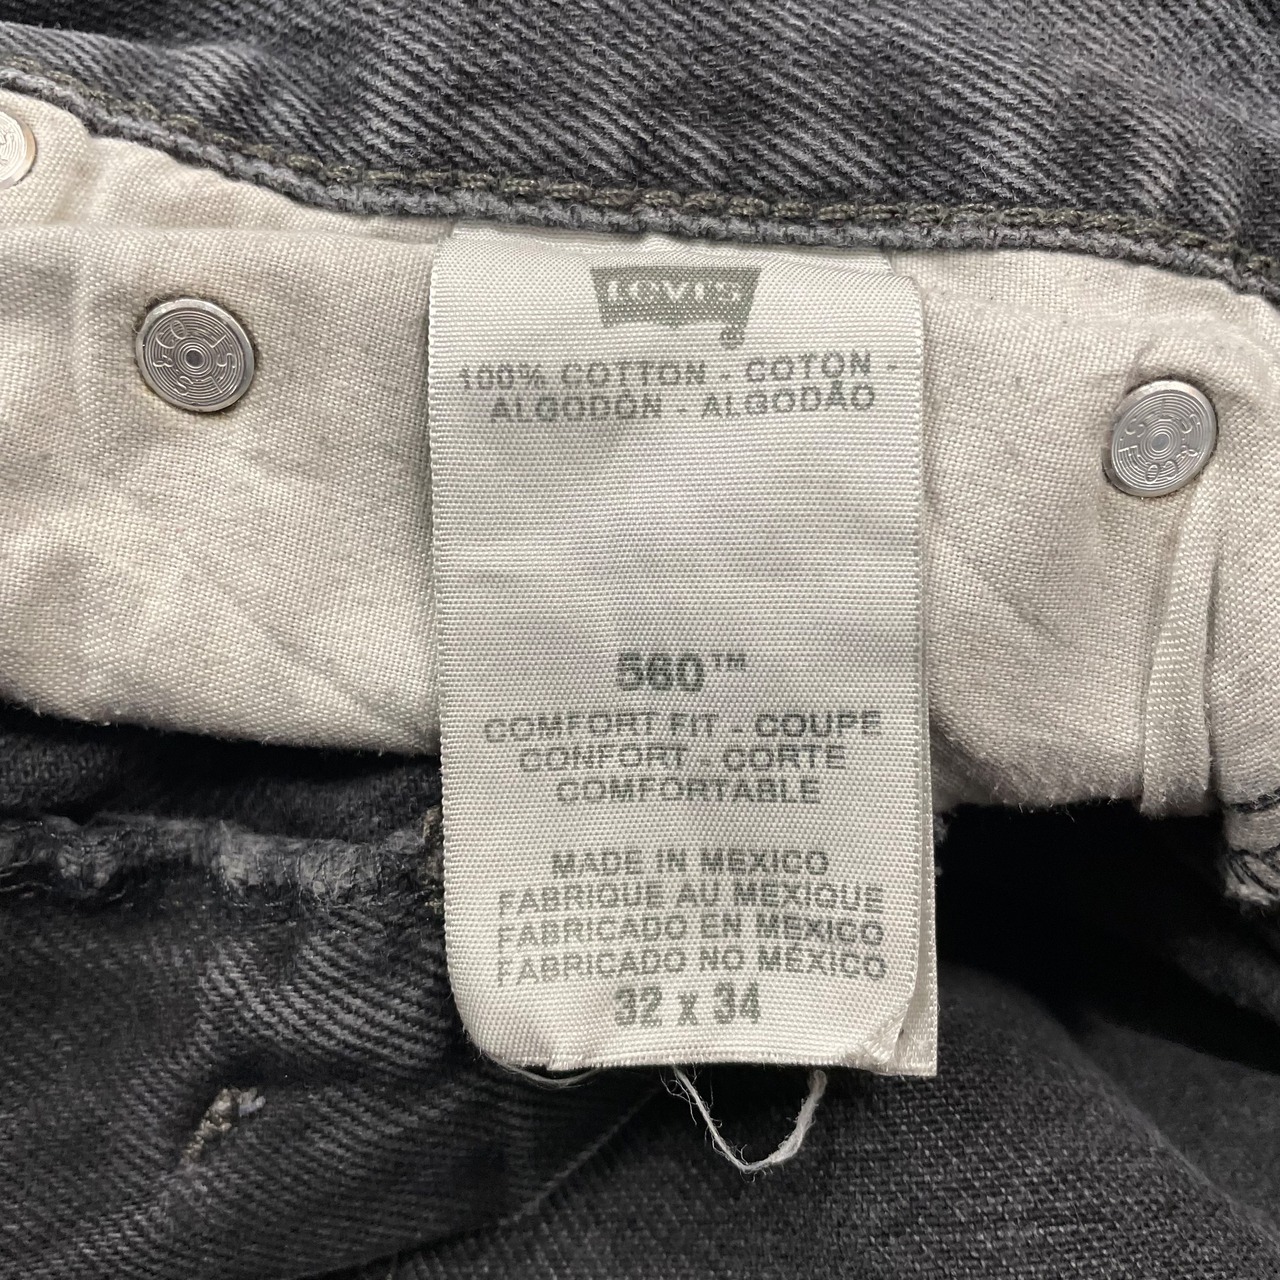 LEVI'S
100% COTTON - COTON -
ALGODÓN - ALGODÃO
560™
COMFORT FIT - COUPE
CONFORT - CORTE
COMFORTABLE
MADE IN MEXICO
FABRIQUE AU MEXIQUE
FABRICADO EN MÉXICO
FABRICADO NO MÉXICO
32 x 34